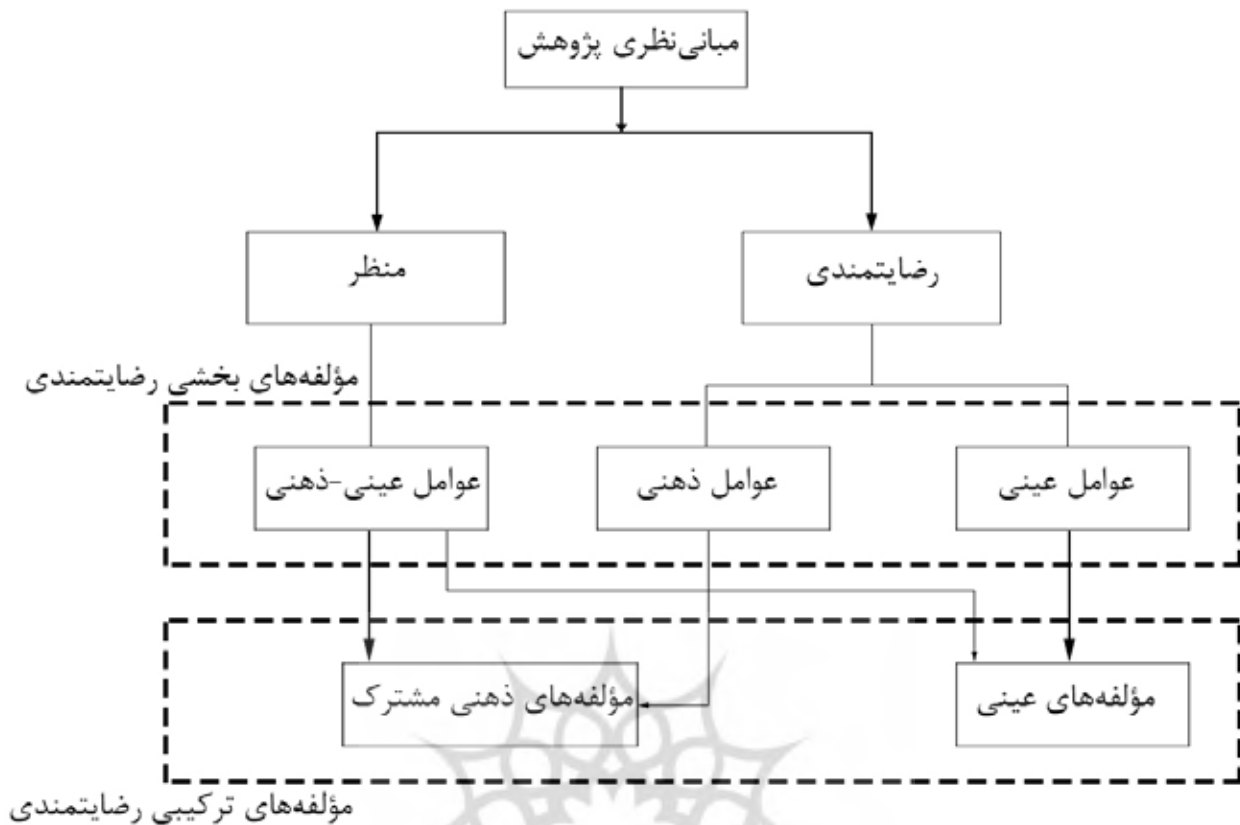 مبانی‌نظری پژوهش
رضایتمندی
منظر
مؤلفه‌های بخشی رضایتمندی
عوامل عینی
عوامل ذهنی
عوامل عینی-ذهنی
مؤلفه‌های عینی
مؤلفه‌های ذهنی مشترک
مؤلفه‌های ترکیبی رضایتمندی